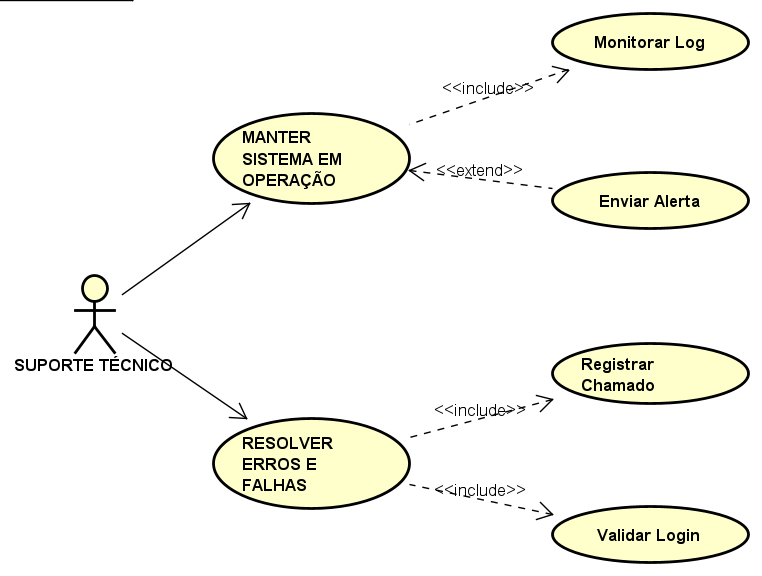 Monitorar Log
<<include>>
MANTER
SISTEMA EM
OPERAÇÃO
<<extend>>
Enviar Alerta
SUPORTE TÉCNICO
Registrar
Chamado
<<include>>
RESOLVER
ERROS E
FALHAS
<<include>>
Validar Login